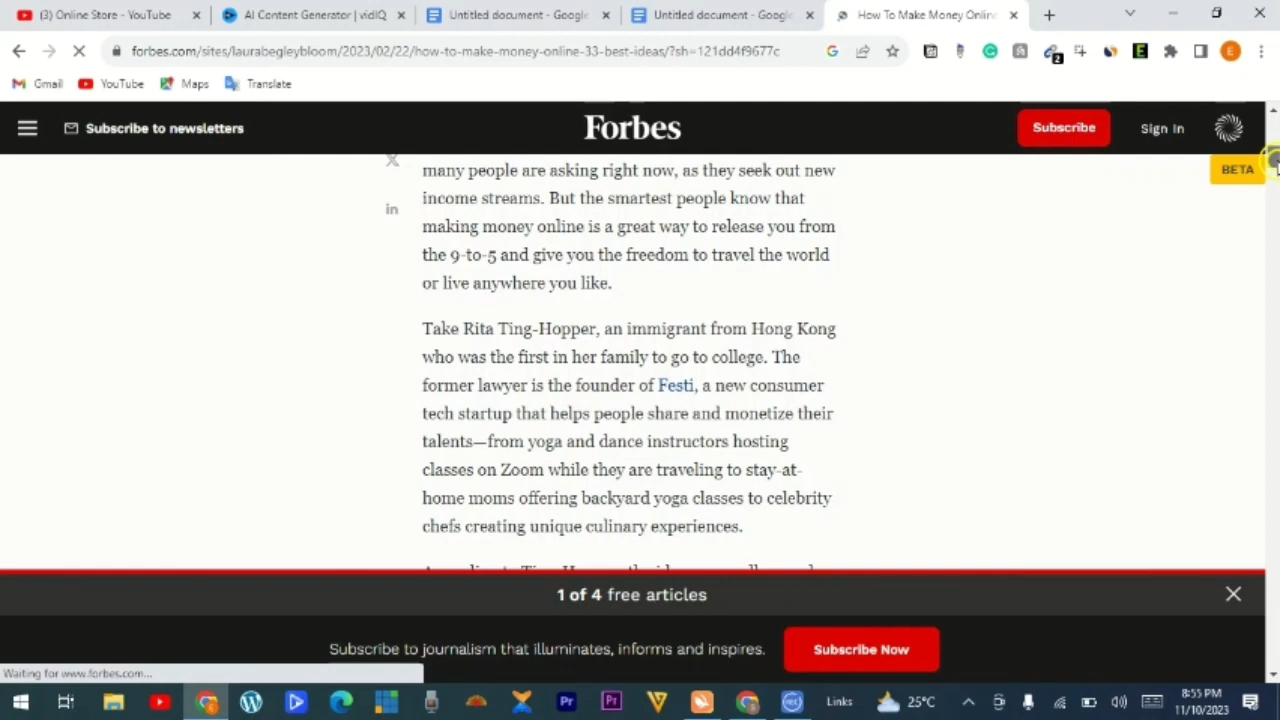 (3) Online Store - YouTube
AI Content Generator | vidIQ
Untitled document - Google
Untitled document - Google
How To Make Money Online
forbes.com/sites/laurabegleybloom/2023/02/22/how-to-make-money-online-33-best-ideas/?sh=121dd4f9677c
Gmail
YouTube
Maps
Translate
Subscribe to newsletters
Forbes
Subscribe
Sign In
BETA
many people are asking right now, as they seek out new
income streams. But the smartest people know that
making money online is a great way to release you from
the 9-to-5 and give you the freedom to travel the world
or live anywhere you like.
Take Rita Ting-Hopper, an immigrant from Hong Kong
who was the first in her family to go to college. The
former lawyer is the founder of Festi, a new consumer
tech startup that helps people share and monetize their
talents—from yoga and dance instructors hosting
classes on Zoom while they are traveling to stay-at-
home moms offering backyard yoga classes to celebrity
chefs creating unique culinary experiences.
1 of 4 free articles
Subscribe to journalism that illuminates, informs and inspires.
Subscribe Now
Waiting for www.forbes.com...
Links
25°C
8:55 PM
11/10/2023